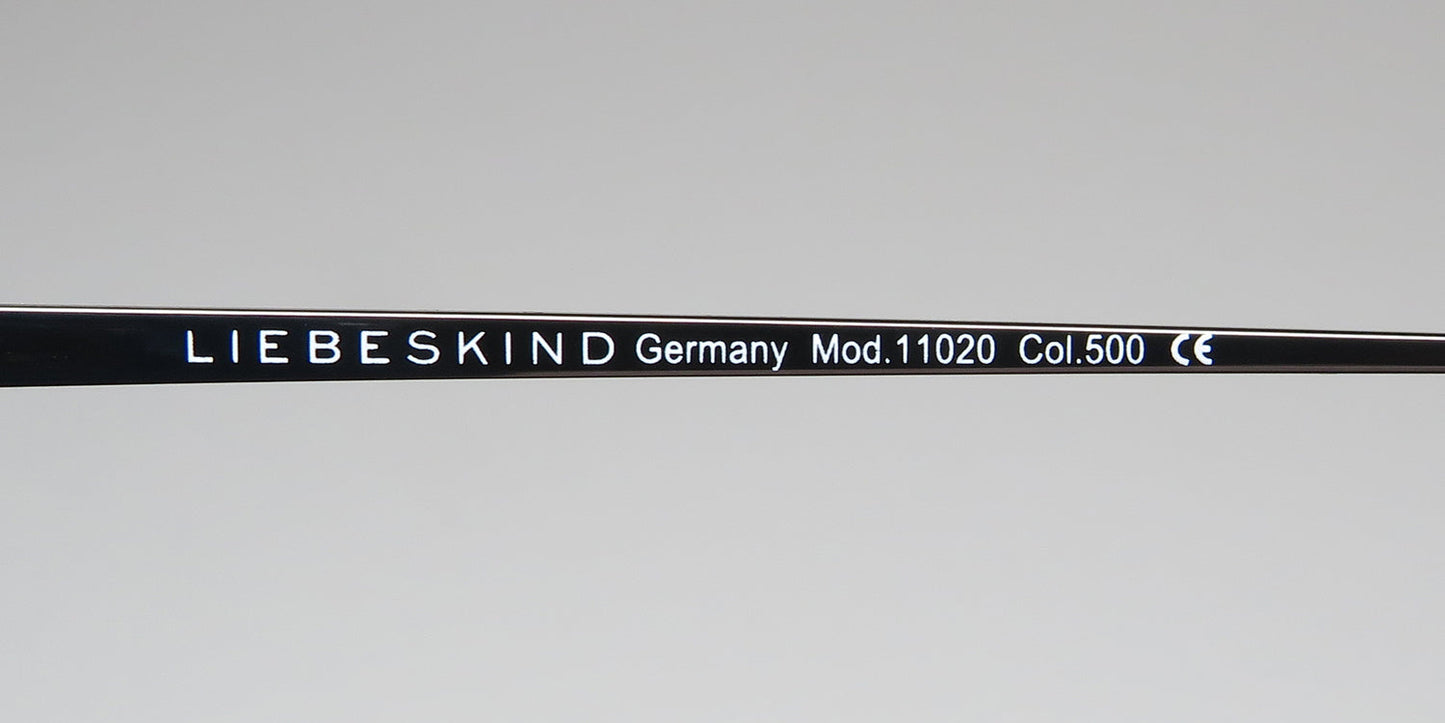 LIEBESKIND Germany Mod.11020 Col.500 CE